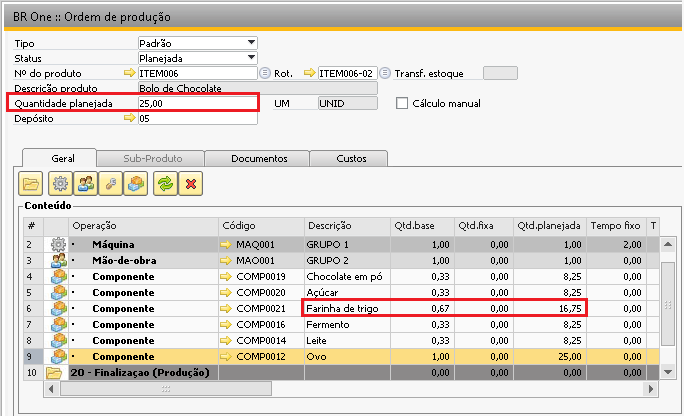 BR One :: Ordem de produção
Tipo Padrão
Status Planejada
Nº do produto ITEM006 Rot. ITEM006-02 Transf. estoque
Descrição produto Bolo de Chocolate
Quantidade planejada 25,00 UM UNID Cálculo manual
Depósito 05
Geral Sub-Produto Documentos Custos
Conteúdo
# Operação Código Descrição Qtd.base Qtd.fixa Qtd.planejada Tempo fixo T
2 Máquina MAQ001 GRUPO 1 1,00 0,00 1,00 2,00
3 Mão-de-obra MAO001 GRUPO 2 1,00 0,00 1,00 0,00
4 Componente COMP0019 Chocolate em pó 0,33 0,00 8,25 0,00
5 Componente COMP0020 Açúcar 0,33 0,00 8,25 0,00
6 Componente COMP0021 Farinha de trigo 0,67 0,00 16,75 0,00
7 Componente COMP0016 Fermento 0,33 0,00 8,25 0,00
8 Componente COMP0014 Leite 0,33 0,00 8,25 0,00
9 Componente COMP0012 Ovo 1,00 0,00 25,00 0,00
10 20 - Finalizaçao (Produção) 0,00 0,00 0,00 0,00